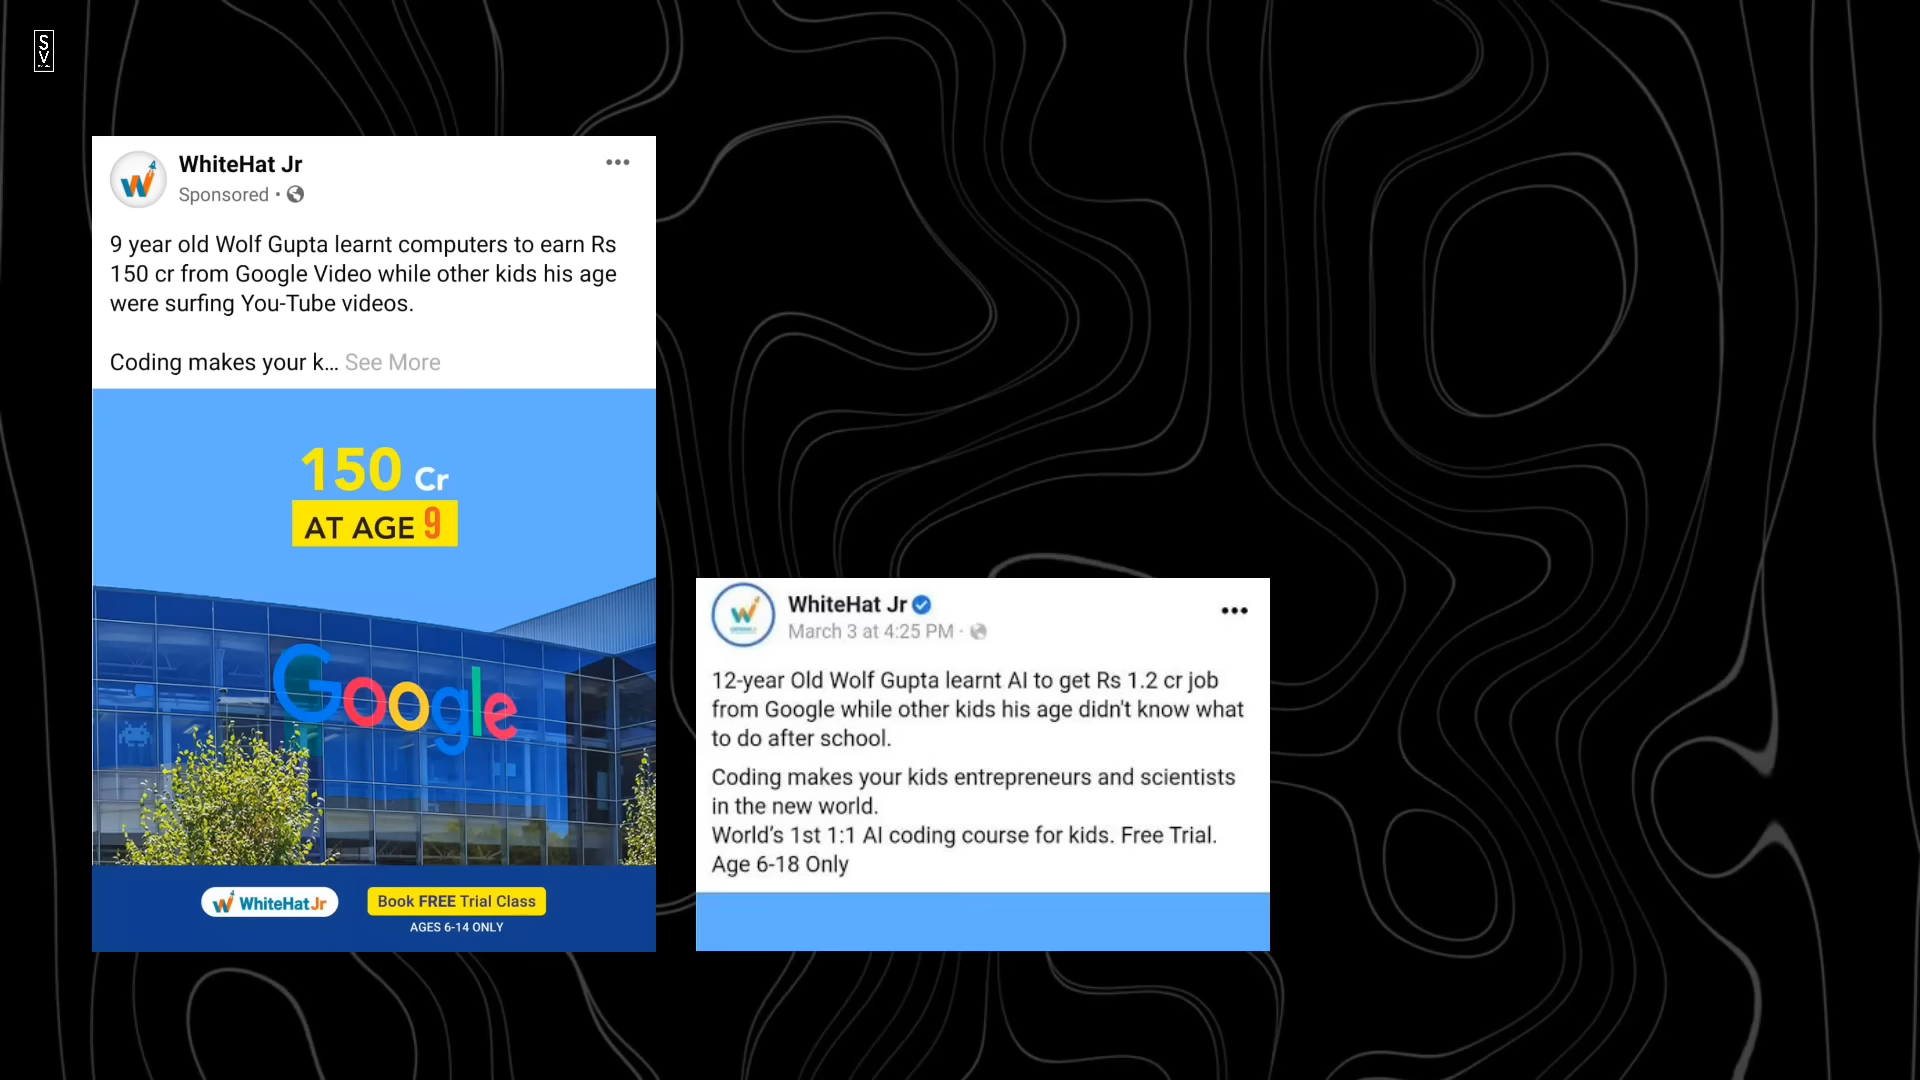 S
V
WhiteHat Jr
Sponsored ·
9 year old Wolf Gupta learnt computers to earn Rs
150 cr from Google Video while other kids his age
were surfing You-Tube videos.
Coding makes your k... See More
150 Cr
AT AGE 9
Google
WhiteHat Jr
Book FREE Trial Class
AGES 6-14 ONLY
WhiteHat Jr
March 3 at 4:25 PM ·
12-year Old Wolf Gupta learnt AI to get Rs 1.2 cr job
from Google while other kids his age didn't know what
to do after school.
Coding makes your kids entrepreneurs and scientists
in the new world.
World's 1st 1:1 AI coding course for kids. Free Trial.
Age 6-18 Only